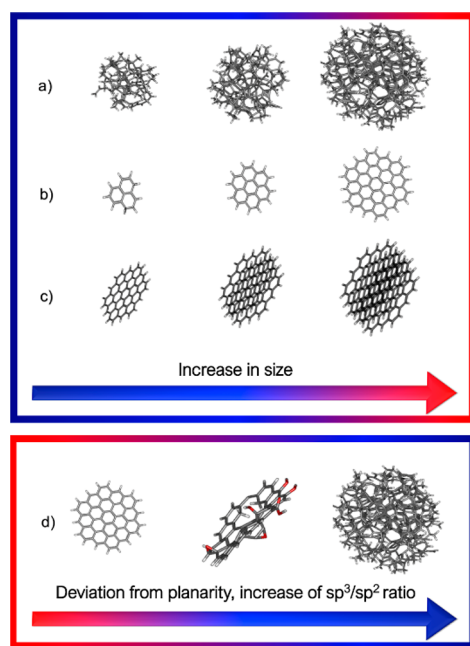 a)
b)
c)
Increase in size
d)
Deviation from planarity, increase of sp³/sp² ratio